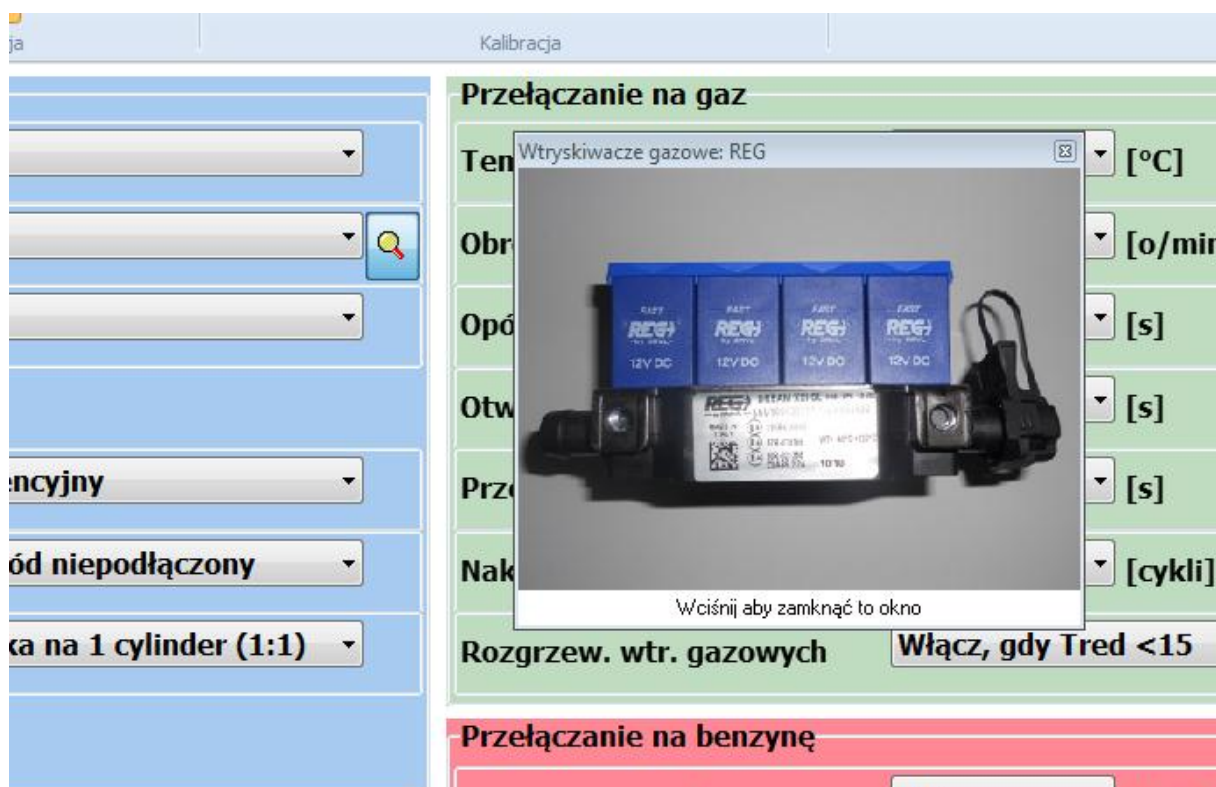 ja
Kalibracja
Przełączanie na gaz
Wtryskiwacze gazowe: REG
Tem
[°C]
Obr
[o/min
Opó
[s]
Otw
[s]
encyjny
Prze
[s]
ód niepodłączony
Nak
[cykli]
ka na 1 cylinder (1:1)
Rozgrzew. wtr. gazowych
Włącz, gdy Tred <15
FAST FAST FAST FAST
REG REG REG REG
12V DC 12V DC 12V DC 12V DC
REG
Wciśnij aby zamknąć to okno
Przełączanie na benzynę